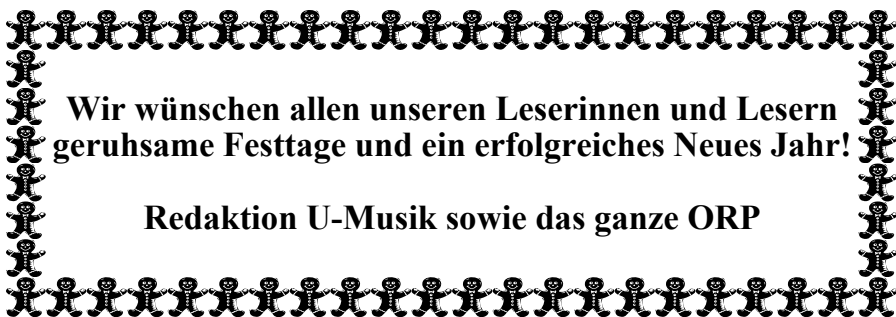 Wir wünschen allen unseren Leserinnen und Lesern
geruhsame Festtage und ein erfolgreiches Neues Jahr!
Redaktion U-Musik sowie das ganze ORP